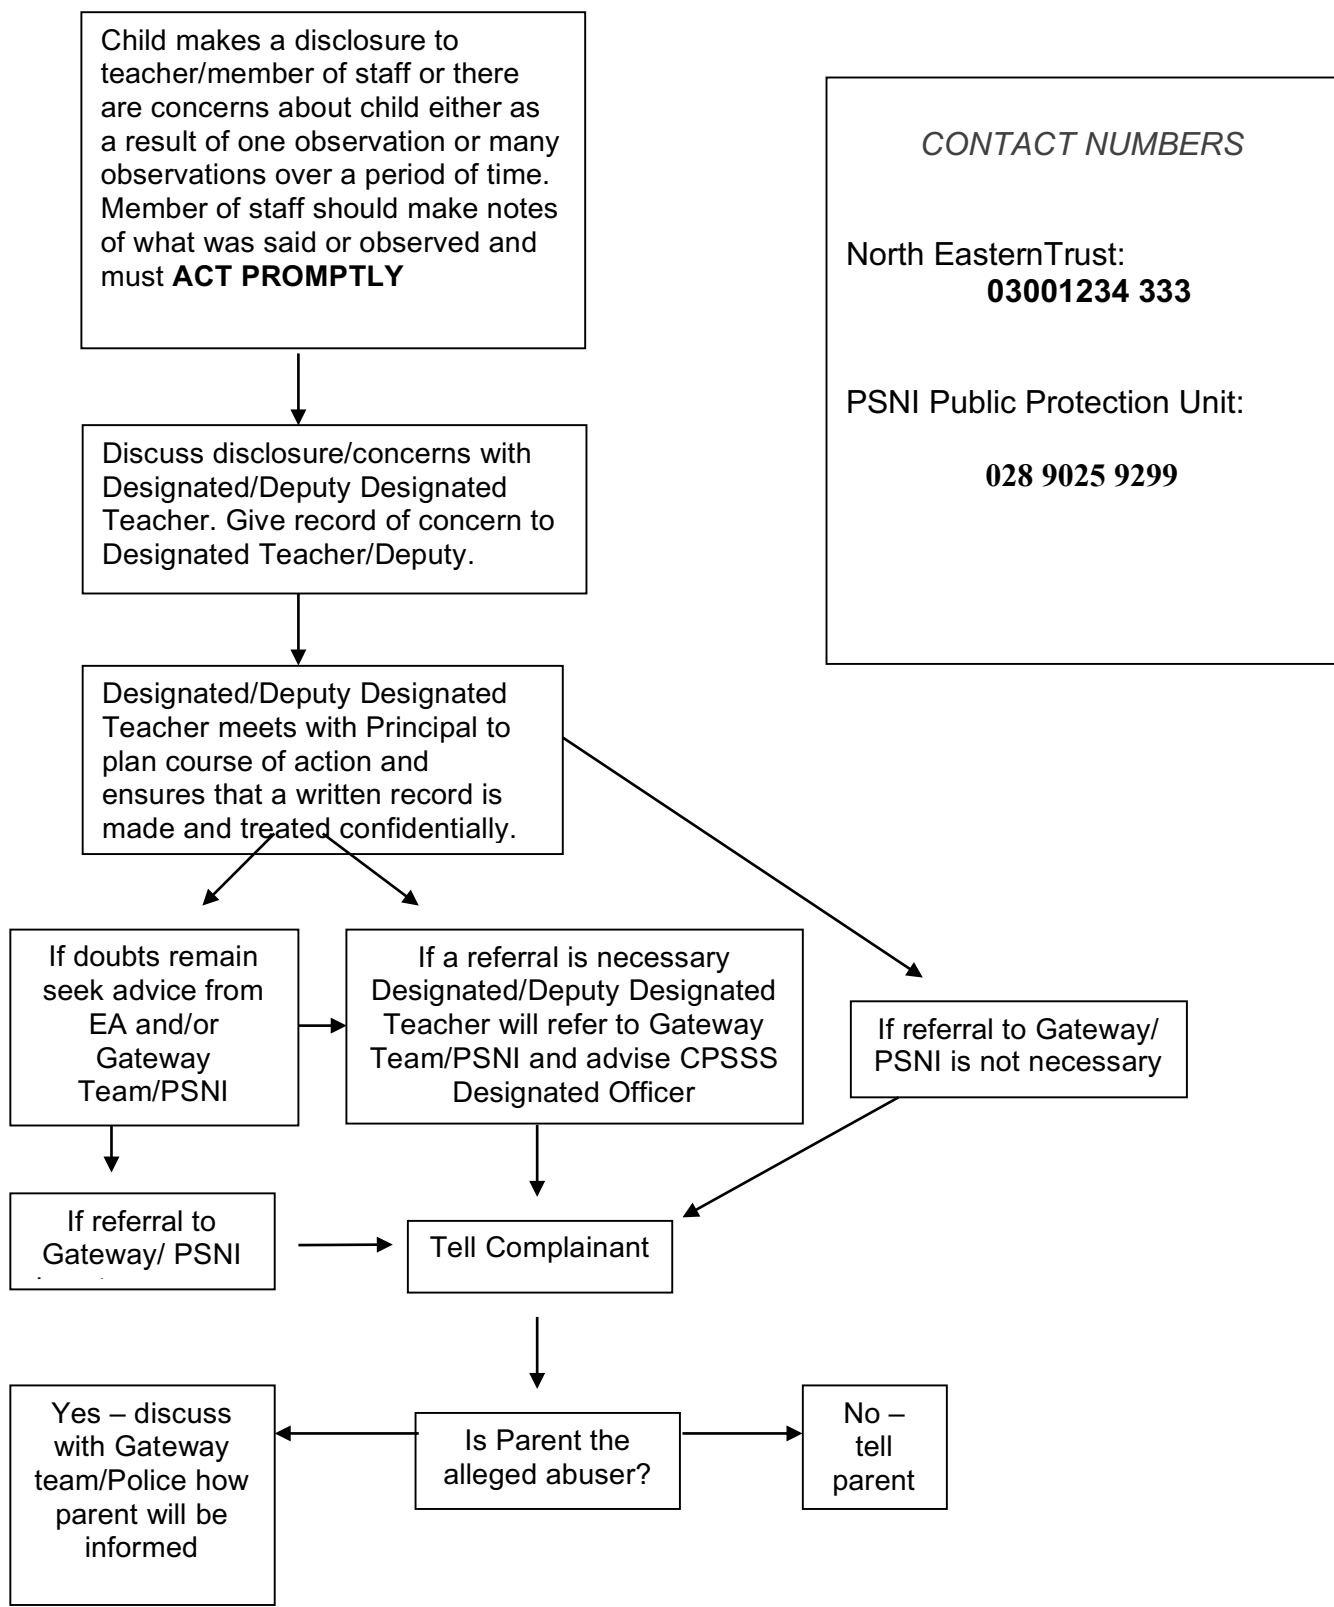 Child makes a disclosure to
teacher/member of staff or there
are concerns about child either as
a result of one observation or many
observations over a period of time.
Member of staff should make notes
of what was said or observed and
must ACT PROMPTLY
CONTACT NUMBERS
North EasternTrust:
03001234 333
PSNI Public Protection Unit:
028 9025 9299
Discuss disclosure/concerns with
Designated/Deputy Designated
Teacher. Give record of concern to
Designated Teacher/Deputy.
Designated/Deputy Designated
Teacher meets with Principal to
plan course of action and
ensures that a written record is
made and treated confidentially.
If doubts remain
seek advice from
EA and/or
Gateway
Team/PSNI
If a referral is necessary
Designated/Deputy Designated
Teacher will refer to Gateway
Team/PSNI and advise CPSSS
Designated Officer
If referral to Gateway/
PSNI is not necessary
If referral to
Gateway/ PSNI
Tell Complainant
Yes – discuss
with Gateway
team/Police how
parent will be
informed
Is Parent the
alleged abuser?
No –
tell
parent